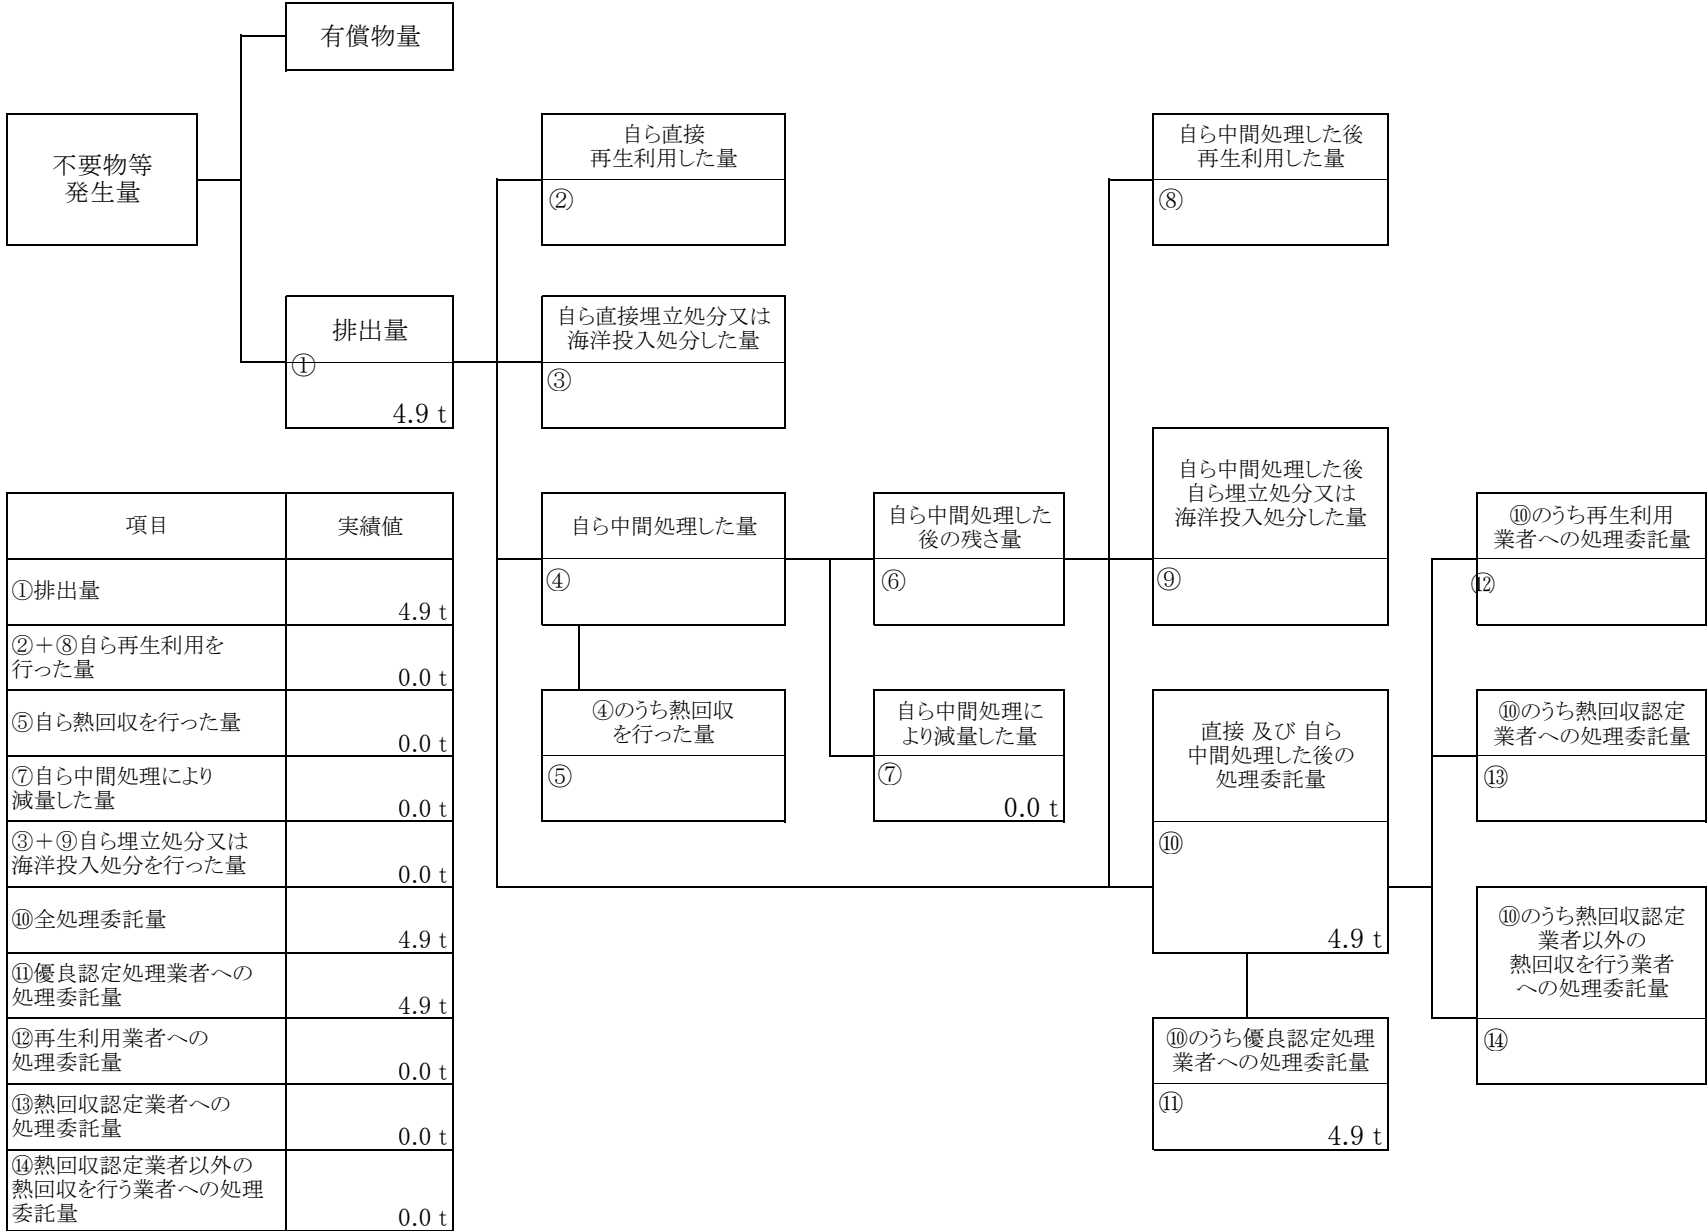 有償物量
不要物等
発生量
自ら直接
再生利用した量
②
自ら中間処理した後
再生利用した量
⑧
排出量
①
4.9 t
自ら直接埋立処分又は
海洋投入処分した量
③
自ら中間処理した量
④
自ら中間処理した
後の残さ量
⑥
自ら中間処理した後
自ら埋立処分又は
海洋投入処分した量
⑨
⑩のうち再生利用
業者への処理委託量
⑫
④のうち熱回収
を行った量
⑤
自ら中間処理に
より減量した量
⑦
0.0 t
直接 及び 自ら
中間処理した後の
処理委託量
⑩
4.9 t
⑩のうち熱回収認定
業者への処理委託量
⑬
⑩のうち熱回収認定
業者以外の
熱回収を行う業者
への処理委託量
⑭
⑩のうち優良認定処理
業者への処理委託量
⑪
4.9 t
項目 実績値
①排出量
4.9 t
②＋⑧自ら再生利用を
行った量
0.0 t
⑤自ら熱回収を行った量
0.0 t
⑦自ら中間処理により
減量した量
0.0 t
③＋⑨自ら埋立処分又は
海洋投入処分を行った量
0.0 t
⑩全処理委託量
4.9 t
⑪優良認定処理業者への
処理委託量
4.9 t
⑫再生利用業者への
処理委託量
0.0 t
⑬熱回収認定業者への
処理委託量
0.0 t
⑭熱回収認定業者以外の
熱回収を行う業者への処理
委託量
0.0 t